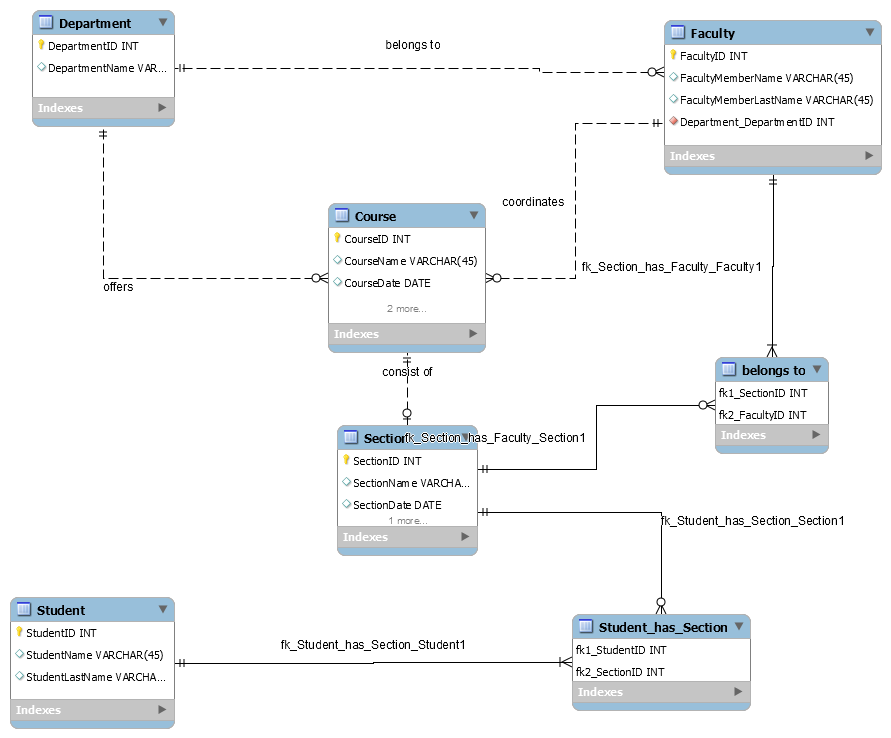 Department
DepartmentID INT
DepartmentName VAR...
Indexes
belongs to
Faculty
FacultyID INT
FacultyMemberName VARCHAR(45)
FacultyMemberLastName VARCHAR(45)
Department_DepartmentID INT
Indexes
coordinates
Course
CourseID INT
CourseName VARCHAR(45)
CourseDate DATE
2 more...
Indexes
offers
fk_Section_has_Faculty_Faculty1
consist of
belongs to
fk1_SectionID INT
fk2_FacultyID INT
Indexes
Section
fk_Section_has_Faculty_Section1
SectionID INT
SectionName VARCHA...
SectionDate DATE
1 more...
Indexes
fk_Student_has_Section_Section1
Student
StudentID INT
StudentName VARCHAR(45)
StudentLastName VARCHA...
Indexes
fk_Student_has_Section_Student1
Student_has_Section
fk1_StudentID INT
fk2_SectionID INT
Indexes